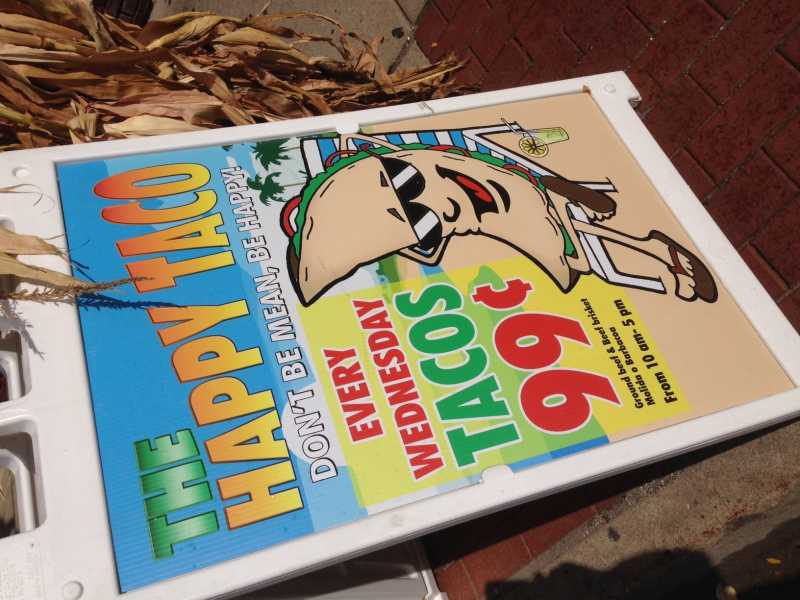 THE
HAPPY TACO
DON'T BE MEAN, BE HAPPY.
EVERY
WEDNESDAY
TACOS
99¢
Ground beef & Beef brisket
Molida o Barbacoa
From 10 am- 5 pm